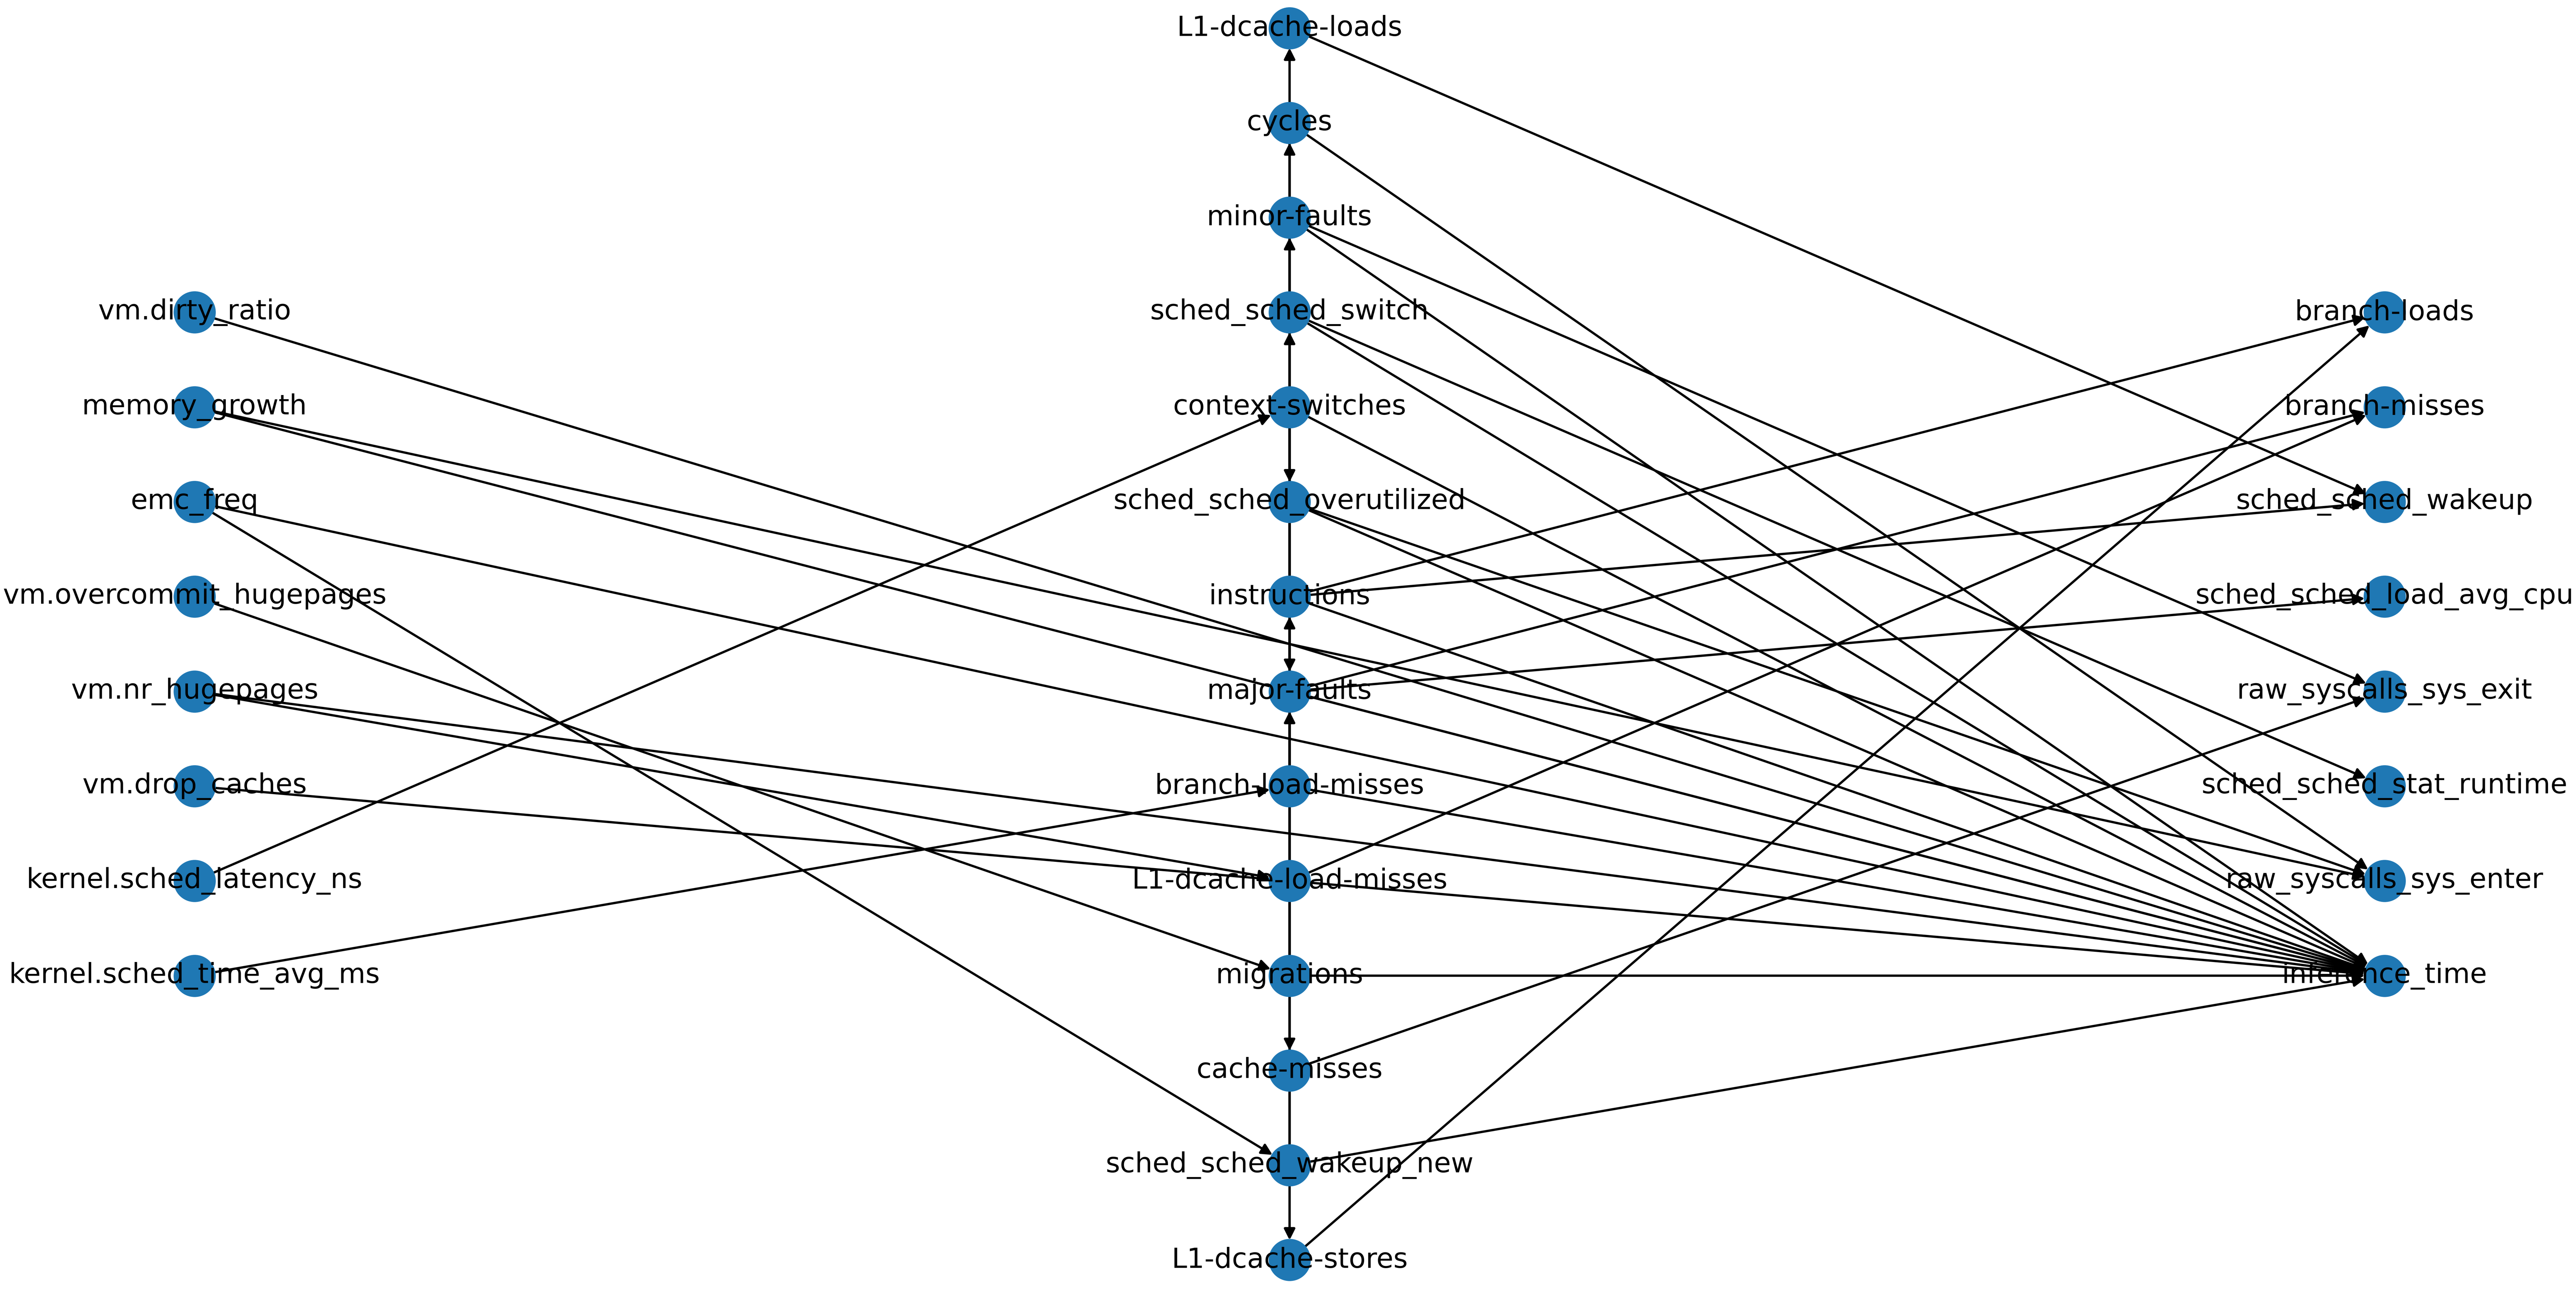 L1-dcache-loads
cycles
minor-faults
vm.dirty_ratio
sched_sched_switch
branch-loads
memory_growth
context-switches
branch-misses
emc_freq
sched_sched_overutilized
sched_sched_wakeup
vm.overcommit_hugepages
instructions
sched_sched_load_avg_cpu
vm.nr_hugepages
major-faults
raw_syscalls_sys_exit
vm.drop_caches
branch-load-misses
sched_sched_stat_runtime
kernel.sched_latency_ns
L1-dcache-load-misses
raw_syscalls_sys_enter
kernel.sched_time_avg_ms
migrations
inference_time
cache-misses
sched_sched_wakeup_new
L1-dcache-stores